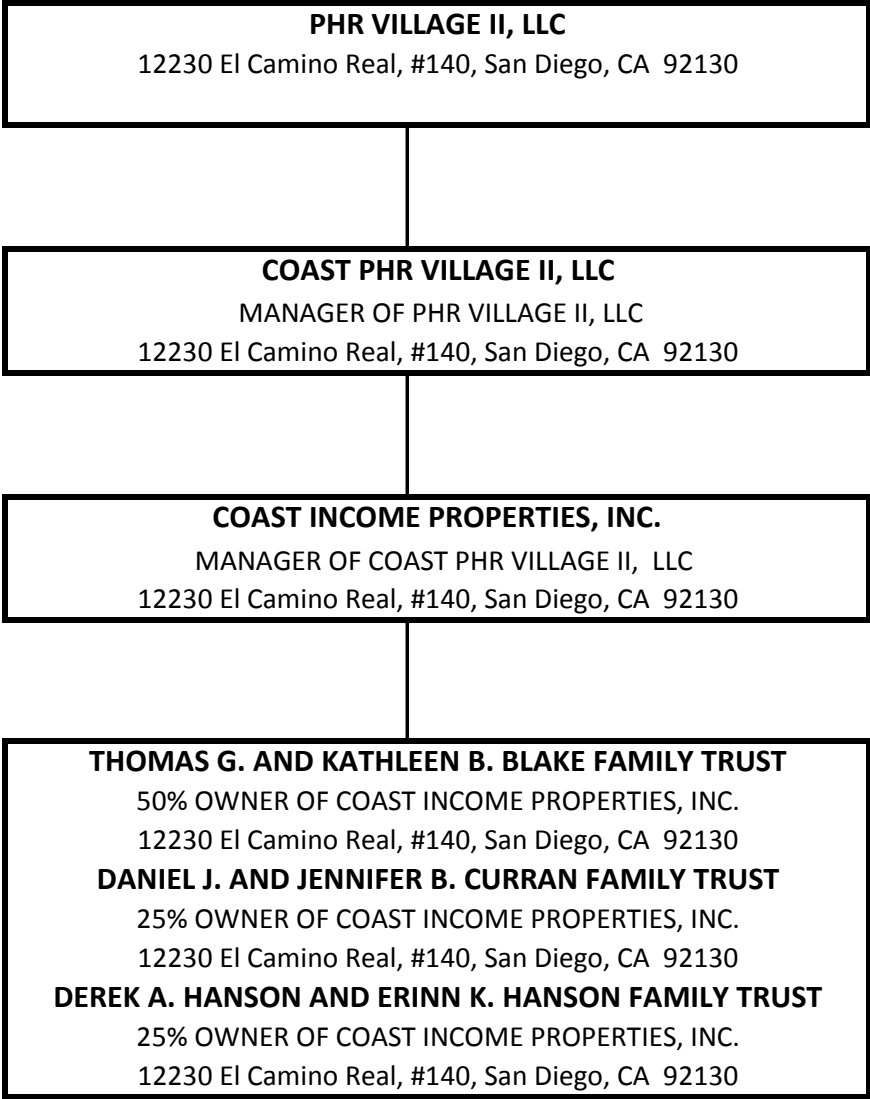 PHR VILLAGE II, LLC
12230 El Camino Real, #140, San Diego, CA  92130
COAST PHR VILLAGE II, LLC
MANAGER OF PHR VILLAGE II, LLC
12230 El Camino Real, #140, San Diego, CA  92130
COAST INCOME PROPERTIES, INC.
MANAGER OF COAST PHR VILLAGE II,  LLC
12230 El Camino Real, #140, San Diego, CA  92130
THOMAS G. AND KATHLEEN B. BLAKE FAMILY TRUST
50% OWNER OF COAST INCOME PROPERTIES, INC.
12230 El Camino Real, #140, San Diego, CA  92130
DANIEL J. AND JENNIFER B. CURRAN FAMILY TRUST
25% OWNER OF COAST INCOME PROPERTIES, INC.
12230 El Camino Real, #140, San Diego, CA  92130
DEREK A. HANSON AND ERINN K. HANSON FAMILY TRUST
25% OWNER OF COAST INCOME PROPERTIES, INC.
12230 El Camino Real, #140, San Diego, CA  92130